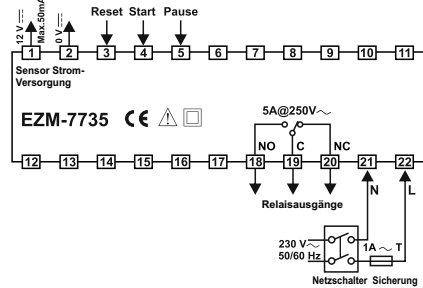 12 V
Max.50mA
0 V
Reset Start Pause
1 2 3 4 5 6 7 8 9 10 11
Sensor Strom-
Versorgung
EZM-7735 CE
5A@250V~
NO C NC
12 13 14 15 16 17 18 19 20 21 22
N L
Relaisausgänge
230 V~
50/60 Hz
1A ~ T
Netzschalter Sicherung